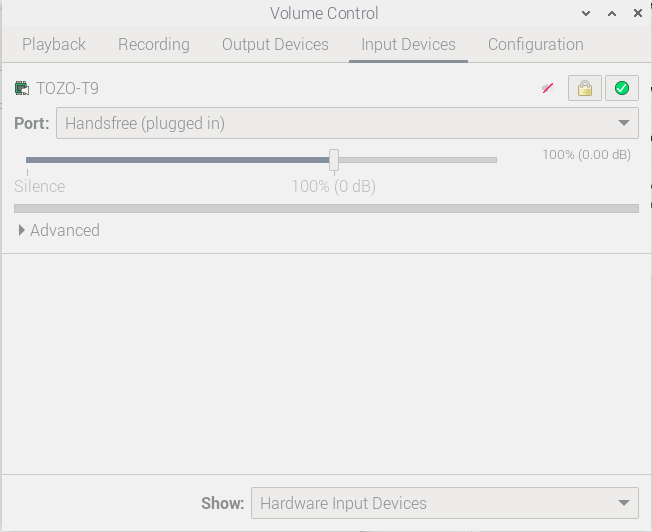 Volume Control
Playback Recording Output Devices Input Devices Configuration
TOZO-T9
Port: Handsfree (plugged in)
100% (0.00 dB)
Silence 100% (0 dB)
Advanced
Show: Hardware Input Devices